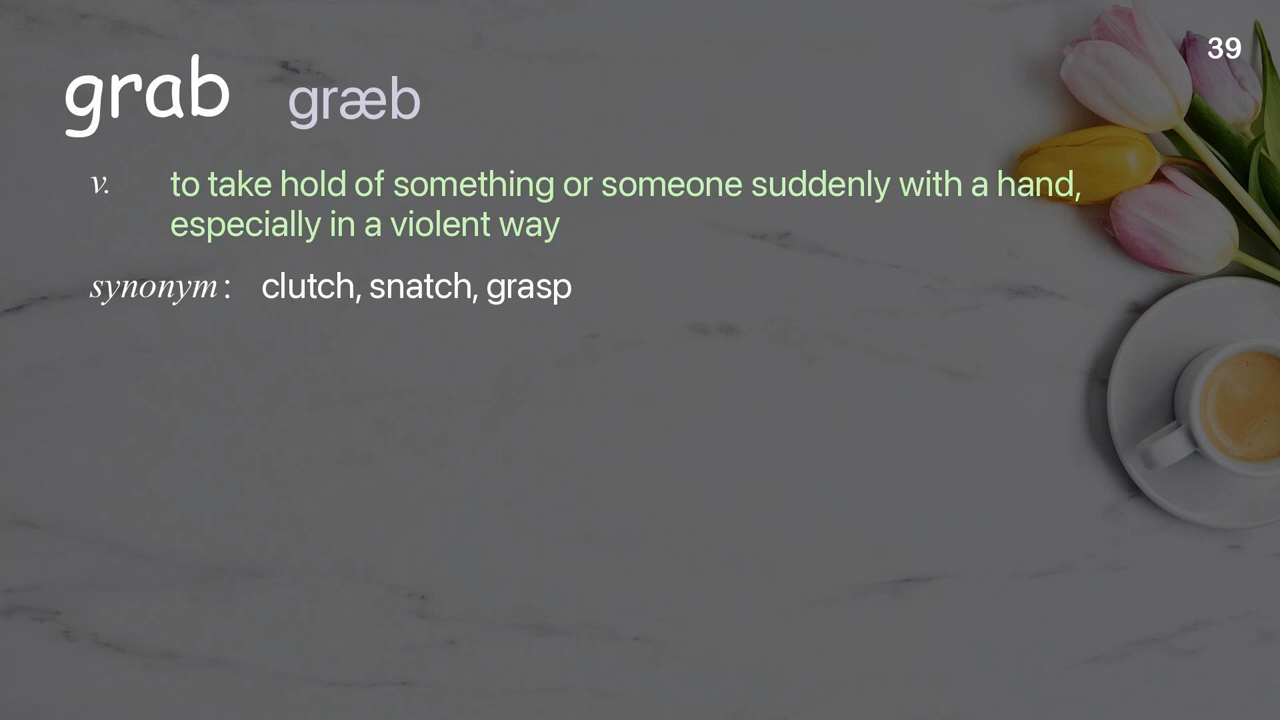 39
grab græb
v. to take hold of something or someone suddenly with a hand,
especially in a violent way
synonym: clutch, snatch, grasp